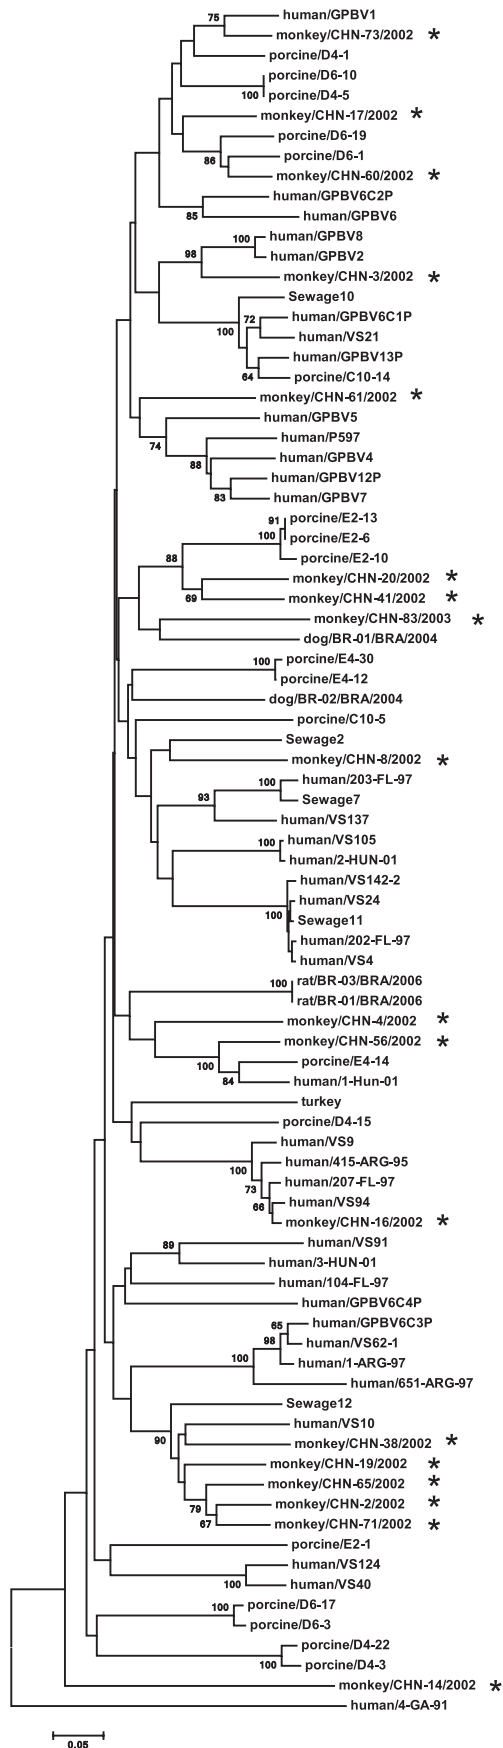 human/GPBV1
75
monkey/CHN-73/2002 *
porcine/D4-1
porcine/D6-10
100
porcine/D4-5
monkey/CHN-17/2002 *
porcine/D6-19
86
porcine/D6-1
monkey/CHN-60/2002 *
human/GPBV6C2P
85
human/GPBV6
100
human/GPBV8
98
human/GPBV2
monkey/CHN-3/2002 *
Sewage10
100
72
human/GPBV6C1P
human/VS21
human/GPBV13P
64
porcine/C10-14
monkey/CHN-61/2002 *
human/GPBV5
74
human/P597
88
human/GPBV4
human/GPBV12P
83
human/GPBV7
91
porcine/E2-13
100
porcine/E2-6
88
porcine/E2-10
monkey/CHN-20/2002 *
69
monkey/CHN-41/2002 *
monkey/CHN-83/2003 *
dog/BR-01/BRA/2004
100
porcine/E4-30
porcine/E4-12
dog/BR-02/BRA/2004
porcine/C10-5
Sewage2
monkey/CHN-8/2002 *
100
human/203-FL-97
93
Sewage7
human/VS137
100
human/VS105
human/2-HUN-01
human/VS142-2
human/VS24
100
Sewage11
human/202-FL-97
human/VS4
100
rat/BR-03/BRA/2006
rat/BR-01/BRA/2006
monkey/CHN-4/2002 *
monkey/CHN-56/2002 *
100
porcine/E4-14
84
human/1-Hun-01
turkey
porcine/D4-15
human/VS9
100
human/415-ARG-95
73
human/207-FL-97
66
human/VS94
monkey/CHN-16/2002 *
89
human/VS91
human/3-HUN-01
human/104-FL-97
human/GPBV6C4P
65
human/GPBV6C3P
98
human/VS62-1
100
human/1-ARG-97
human/651-ARG-97
Sewage12
90
human/VS10
monkey/CHN-38/2002 *
monkey/CHN-19/2002 *
monkey/CHN-65/2002 *
79
monkey/CHN-2/2002 *
67
monkey/CHN-71/2002 *
porcine/E2-1
human/VS124
100
human/VS40
100
porcine/D6-17
porcine/D6-3
porcine/D4-22
100
porcine/D4-3
monkey/CHN-14/2002 *
human/4-GA-91
0.05